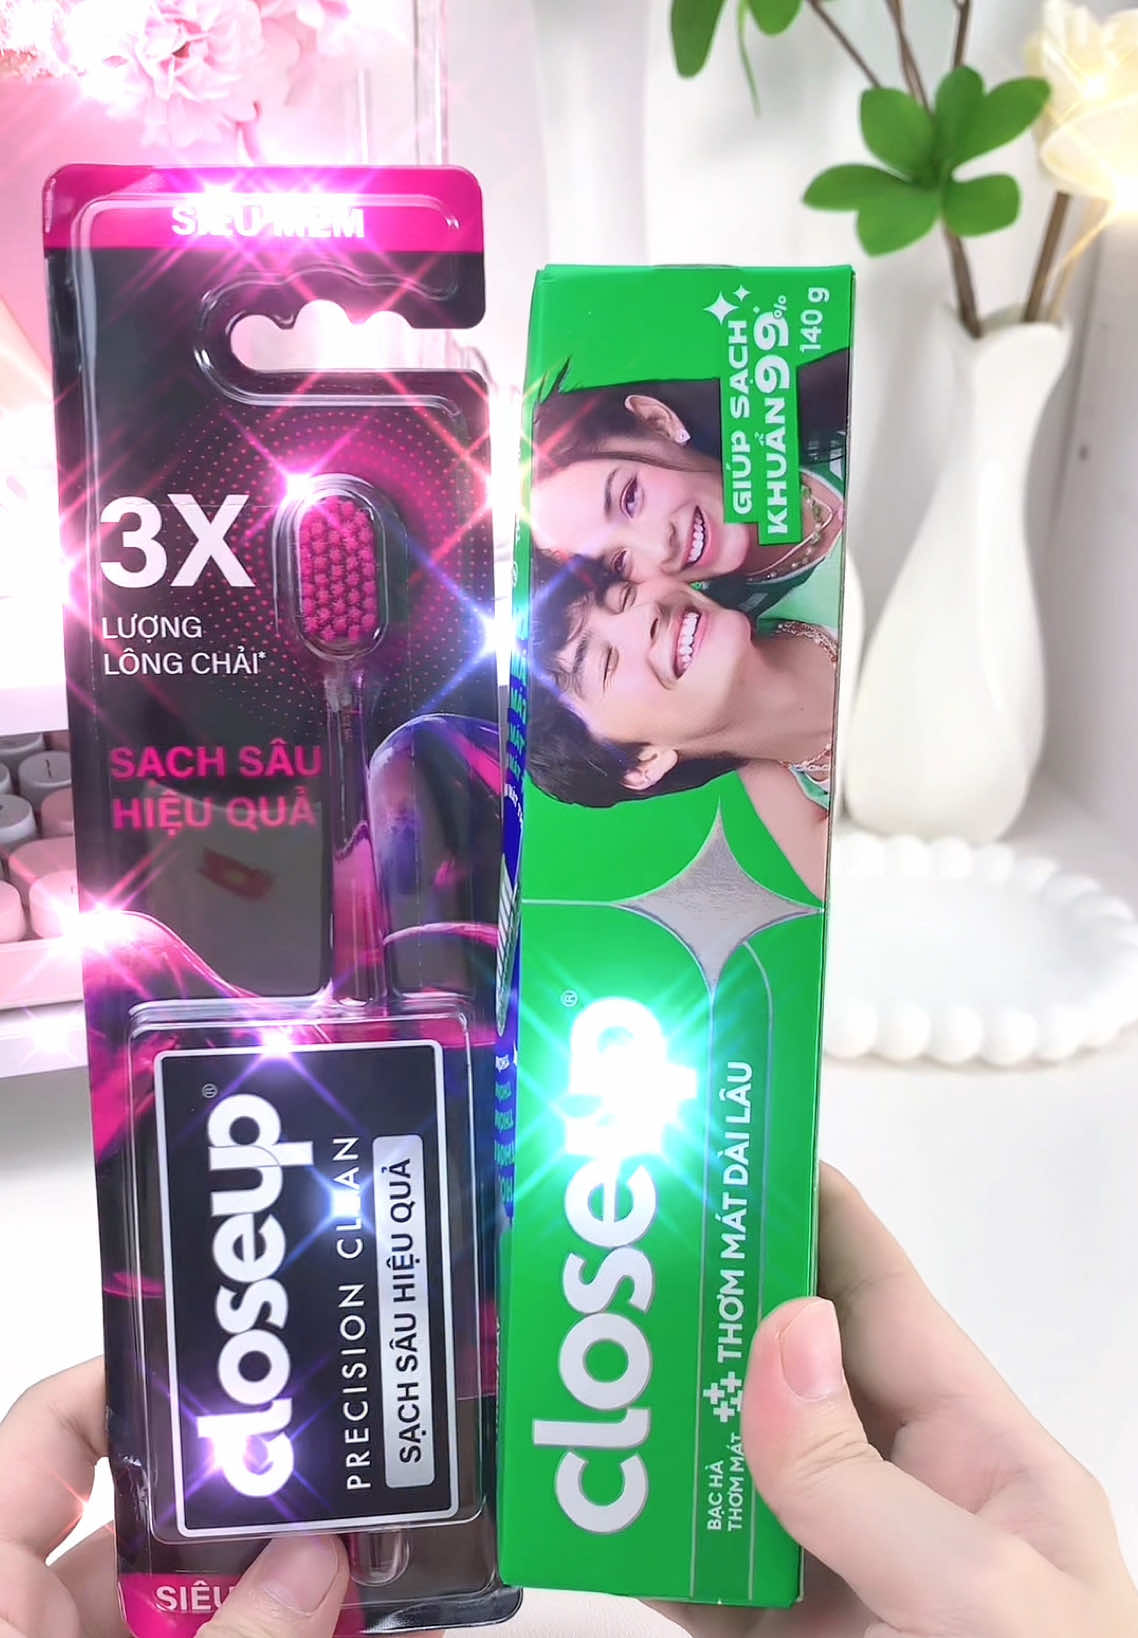 SIÊU MỀM
3X
LƯỢNG
LÔNG CHẢI*
SẠCH SÂU
HIỆU QUẢ
closeup®
PRECISION CLEAN
SẠCH SÂU HIỆU QUẢ
SIÊU
GIÚP SẠCH
KHUẨN 99%
140 g
closeup®
THƠM MÁT DÀI LÂU
BẠC HÀ
THƠM MÁT